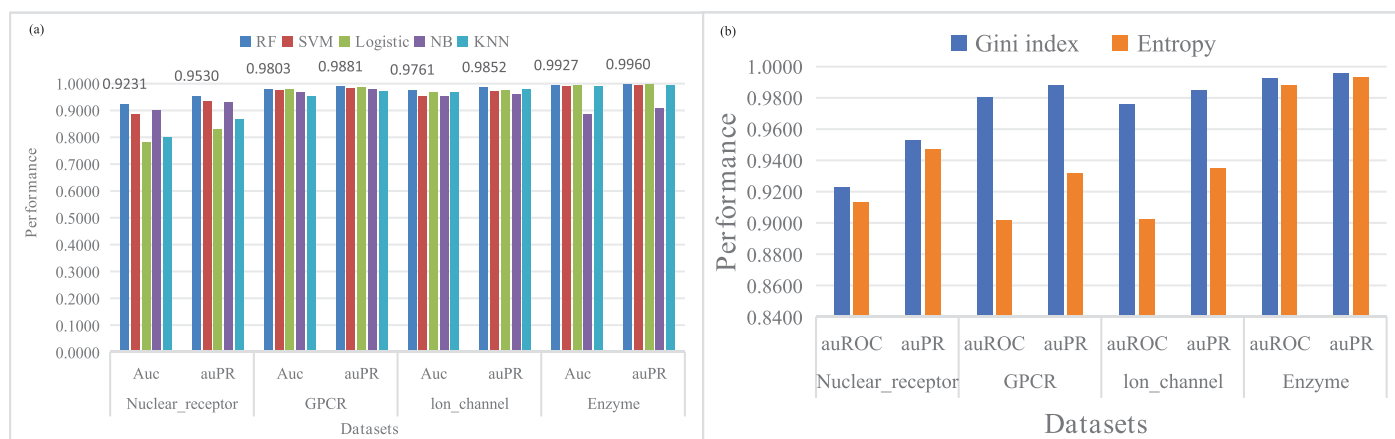 (a)
RF SVM Logistic NB KNN
0.9231 0.9530 0.9803 0.9881 0.9761 0.9852 0.9927 0.9960
1.0000
0.9000
0.8000
0.7000
0.6000
0.5000
0.4000
0.3000
0.2000
0.1000
0.0000
Performance
Auc auPR Auc auPR Auc auPR Auc auPR
Nuclear_receptor GPCR lon_channel Enzyme
Datasets
(b)
Gini index Entropy
1.0000
0.9800
0.9600
0.9400
0.9200
0.9000
0.8800
0.8600
0.8400
Performance
auROC auPR auROC auPR auROC auPR auROC auPR
Nuclear_receptor GPCR lon_channel Enzyme
Datasets